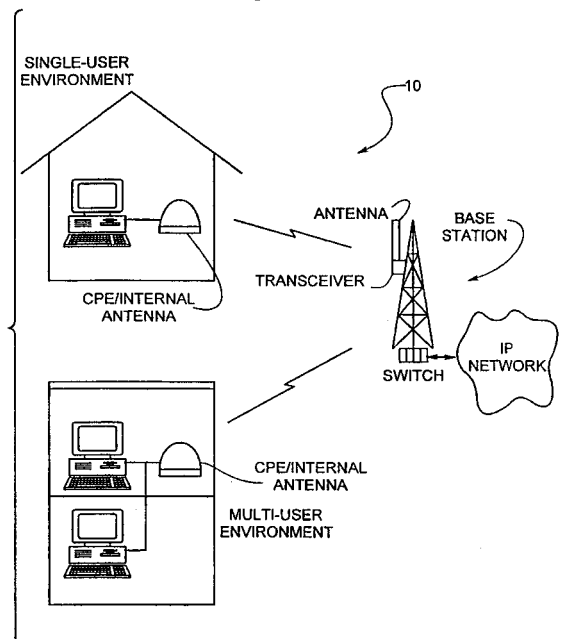 SINGLE-USER
ENVIRONMENT
10
ANTENNA
BASE
STATION
TRANSCEIVER
CPE/INTERNAL
ANTENNA
IP
NETWORK
SWITCH
CPE/INTERNAL
ANTENNA
MULTI-USER
ENVIRONMENT